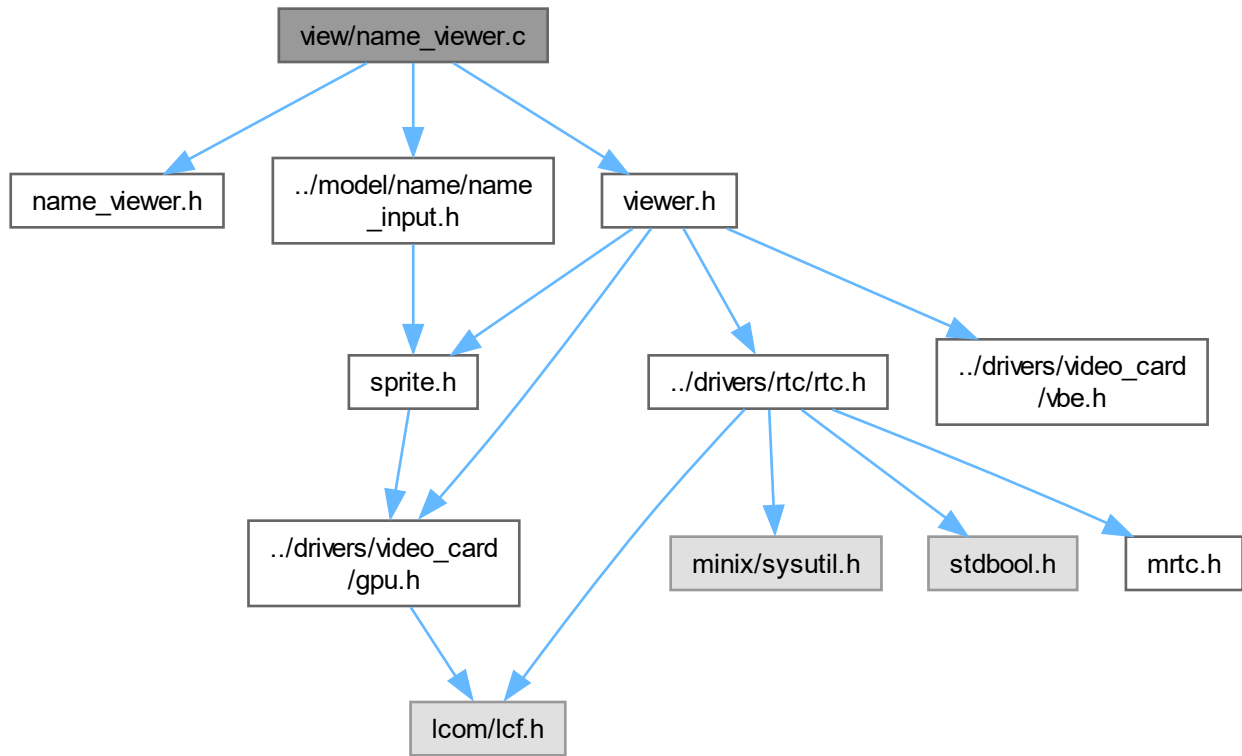 view/name_viewer.c
name_viewer.h
../model/name/name
_input.h
viewer.h
sprite.h
../drivers/rtc/rtc.h
../drivers/video_card
/vbe.h
../drivers/video_card
/gpu.h
minix/sysutil.h
stdbool.h
mrtc.h
lcom/lcf.h